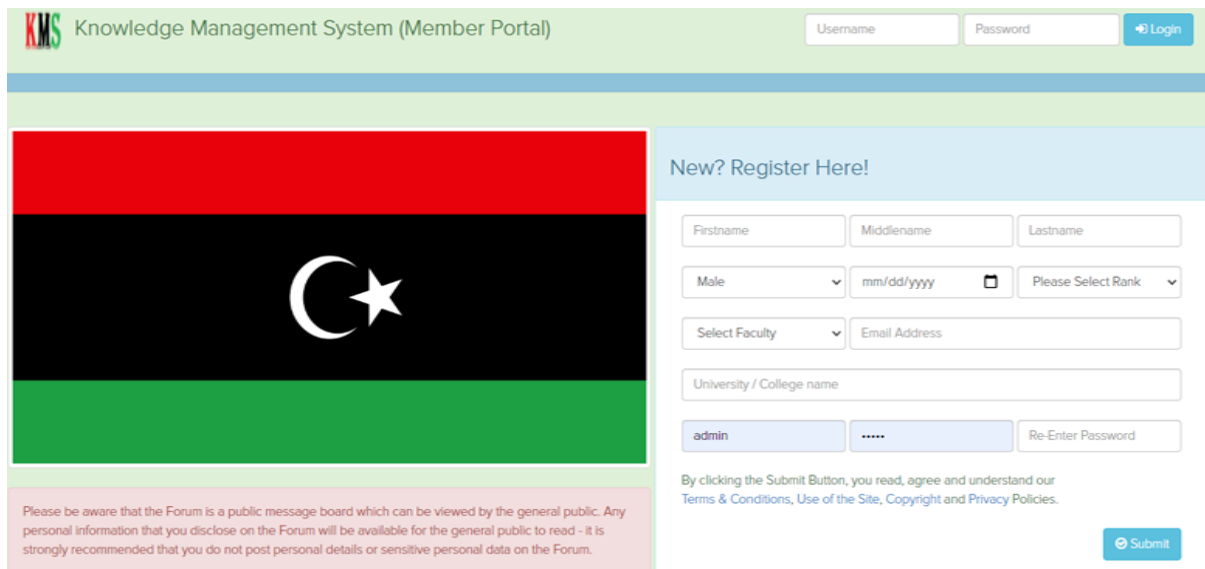 KMS Knowledge Management System (Member Portal)
Username Password Login
New? Register Here!
Firstname Middlename Lastname
Male mm/dd/yyyy Please Select Rank
Select Faculty Email Address
University / College name
admin ••••• Re-Enter Password
By clicking the Submit Button, you read, agree and understand our
Terms & Conditions, Use of the Site, Copyright and Privacy Policies.
Submit
Please be aware that the Forum is a public message board which can be viewed by the general public. Any
personal information that you disclose on the Forum will be available for the general public to read - it is
strongly recommended that you do not post personal details or sensitive personal data on the Forum.